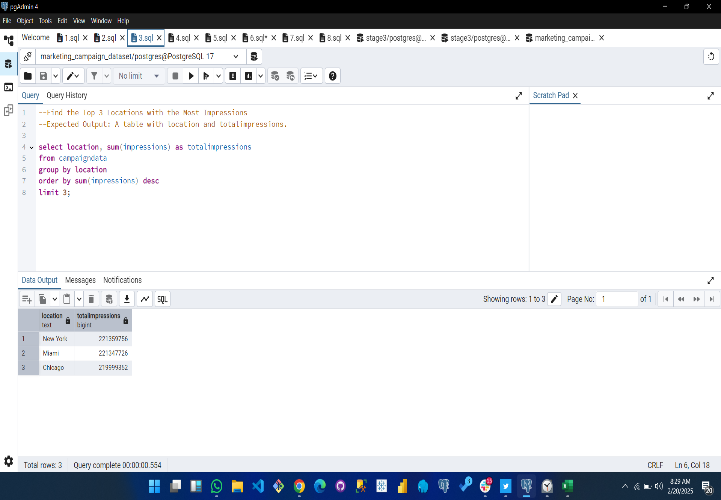 pgAdmin 4
File Object Tools Edit View Window Help
Welcome 1.sql × 2.sql × 3.sql × 4.sql × 5.sql × 6.sql* × 7.sql × 8.sql × stage3/postgres@... × stage3/postgres@... × marketing_campai... ×
marketing_campaign_dataset/postgres@PostgreSQL 17
No limit
Query Query History
Scratch Pad ×
1 --Find the Top 3 Locations with the Most Impressions
2 --Expected Output: A table with location and totalimpressions.
3
4 select location, sum(impressions) as totalimpressions
5 from campaigndata
6 group by location
7 order by sum(impressions) desc
8 limit 3;
Data Output Messages Notifications
SQL
Showing rows: 1 to 3 Page No: 1 of 1
location totalimpressions
text bigint
1 New York 221359756
2 Miami 221347726
3 Chicago
Total rows: 3 Query complete 00:00:00.554 CRLF Ln 6, Col 18
8:29 AM
2/20/2025